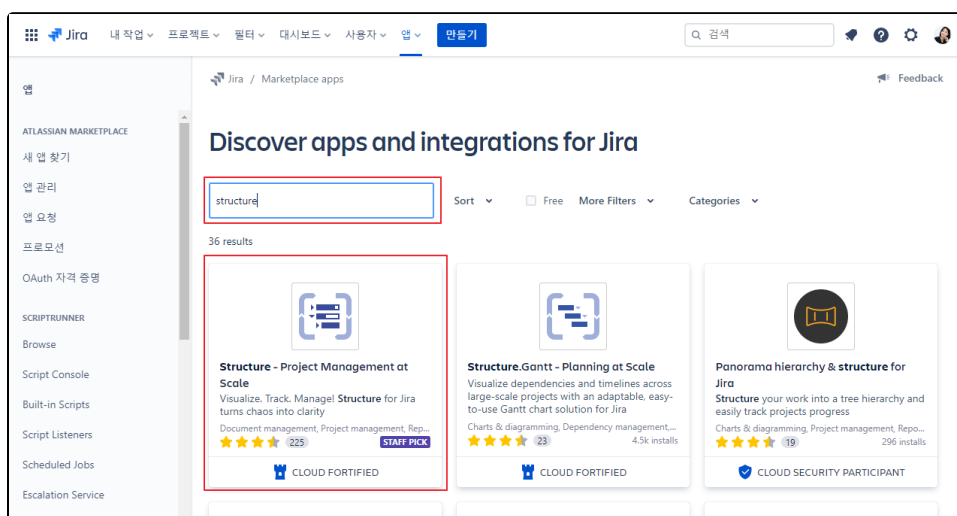 Jira 내 작업 프로젝트 필터 대시보드 사용자 앱 만들기 검색
앱
ATLASSIAN MARKETPLACE
새 앱 찾기
앱 관리
앱 요청
프로모션
OAuth 자격 증명
SCRIPTRUNNER
Browse
Script Console
Built-in Scripts
Script Listeners
Scheduled Jobs
Escalation Service
Jira / Marketplace apps
Feedback
Discover apps and integrations for Jira
structure
Sort Free More Filters Categories
36 results
Structure - Project Management at
Scale
Visualize. Track. Manage! Structure for Jira
turns chaos into clarity
Document management, Project management, Rep...
225 STAFF PICK
CLOUD FORTIFIED
Structure.Gantt - Planning at Scale
Visualize dependencies and timelines across
large-scale projects with an adaptable, easy-
to-use Gantt chart solution for Jira
Charts & diagramming, Dependency management,...
23 4.5k installs
CLOUD FORTIFIED
Panorama hierarchy & structure for
Jira
Structure your work into a tree hierarchy and
easily track projects progress
Charts & diagramming, Project management, Repo...
19 296 installs
CLOUD SECURITY PARTICIPANT